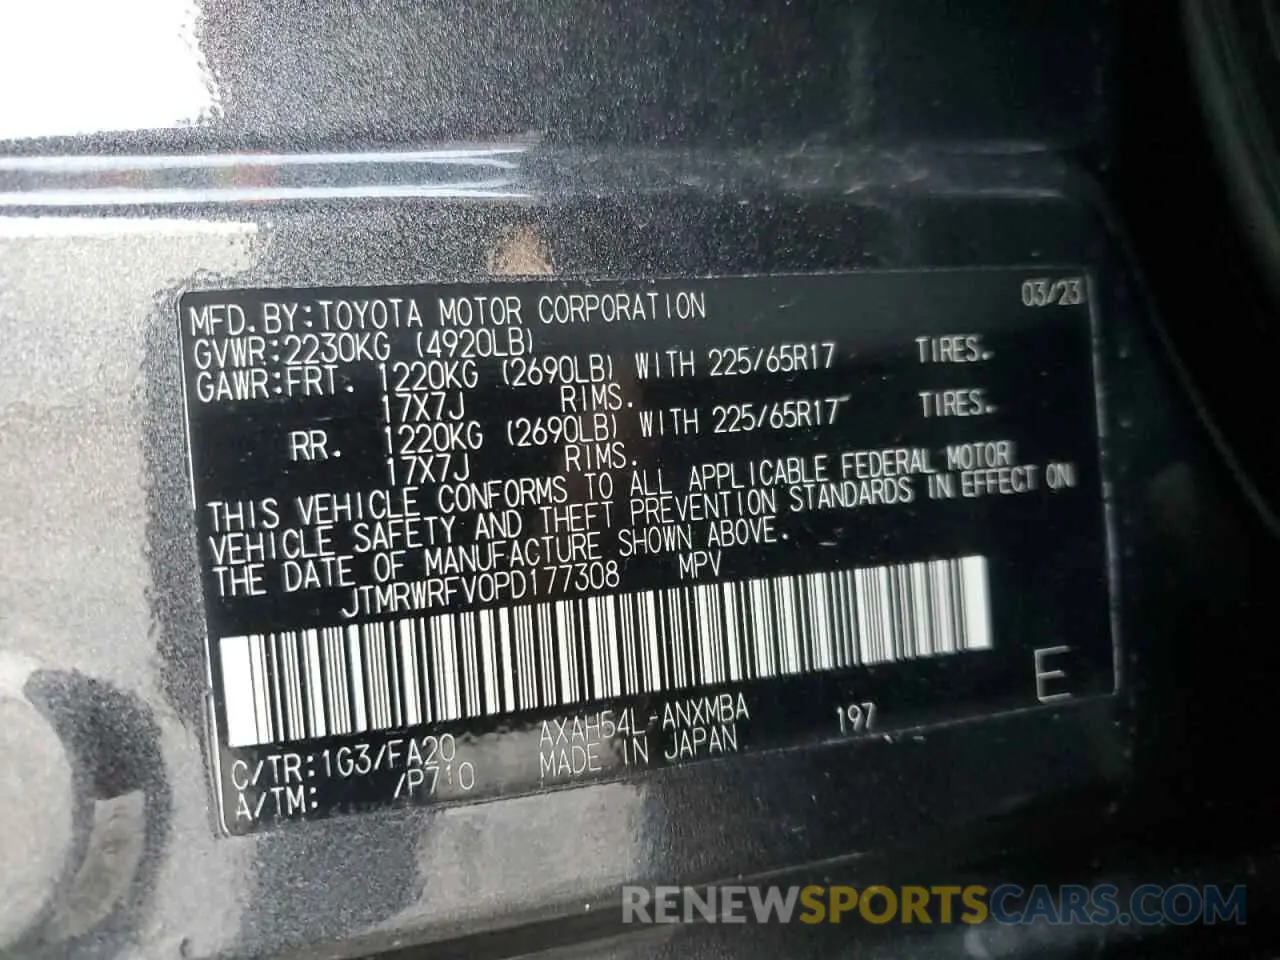 MFD. BY: TOYOTA MOTOR CORPORATION 03/23
GVWR: 2230KG (4920LB)
GAWR: FRT. 1220KG (2690LB) WITH 225/65R17 TIRES.
17X7J RIMS.
RR. 1220KG (2690LB) WITH 225/65R17 TIRES.
17X7J RIMS.
THIS VEHICLE CONFORMS TO ALL APPLICABLE FEDERAL MOTOR
VEHICLE SAFETY AND THEFT PREVENTION STANDARDS IN EFFECT ON
THE DATE OF MANUFACTURE SHOWN ABOVE.
JTMRWRFV0PD177308 MPV
E
AXAH54L-ANXMBA 197
C/TR: 1G3/FA20 MADE IN JAPAN
A/TM: /P710
RENEWSPORTSCARS.COM